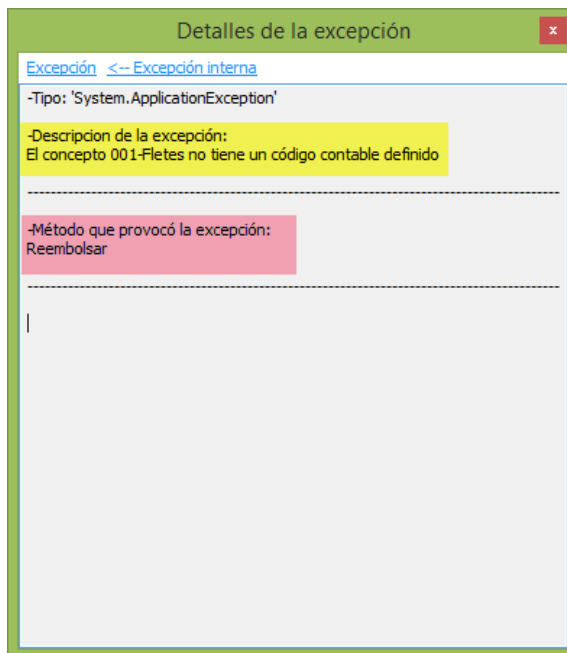 Detalles de la excepción
x
Excepción <-- Excepción interna
-Tipo: 'System.ApplicationException'
-Descripcion de la excepción:
El concepto 001-Fletes no tiene un código contable definido
-Método que provocó la excepción:
Reembolsar